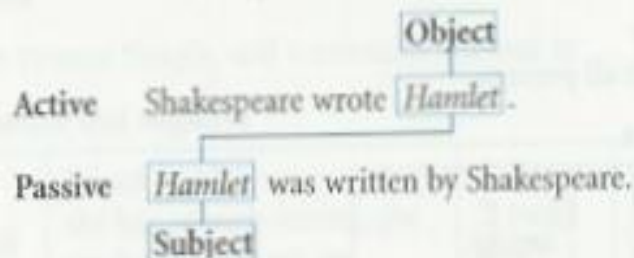 Object
Active Shakespeare wrote Hamlet.
Passive Hamlet was written by Shakespeare.
Subject